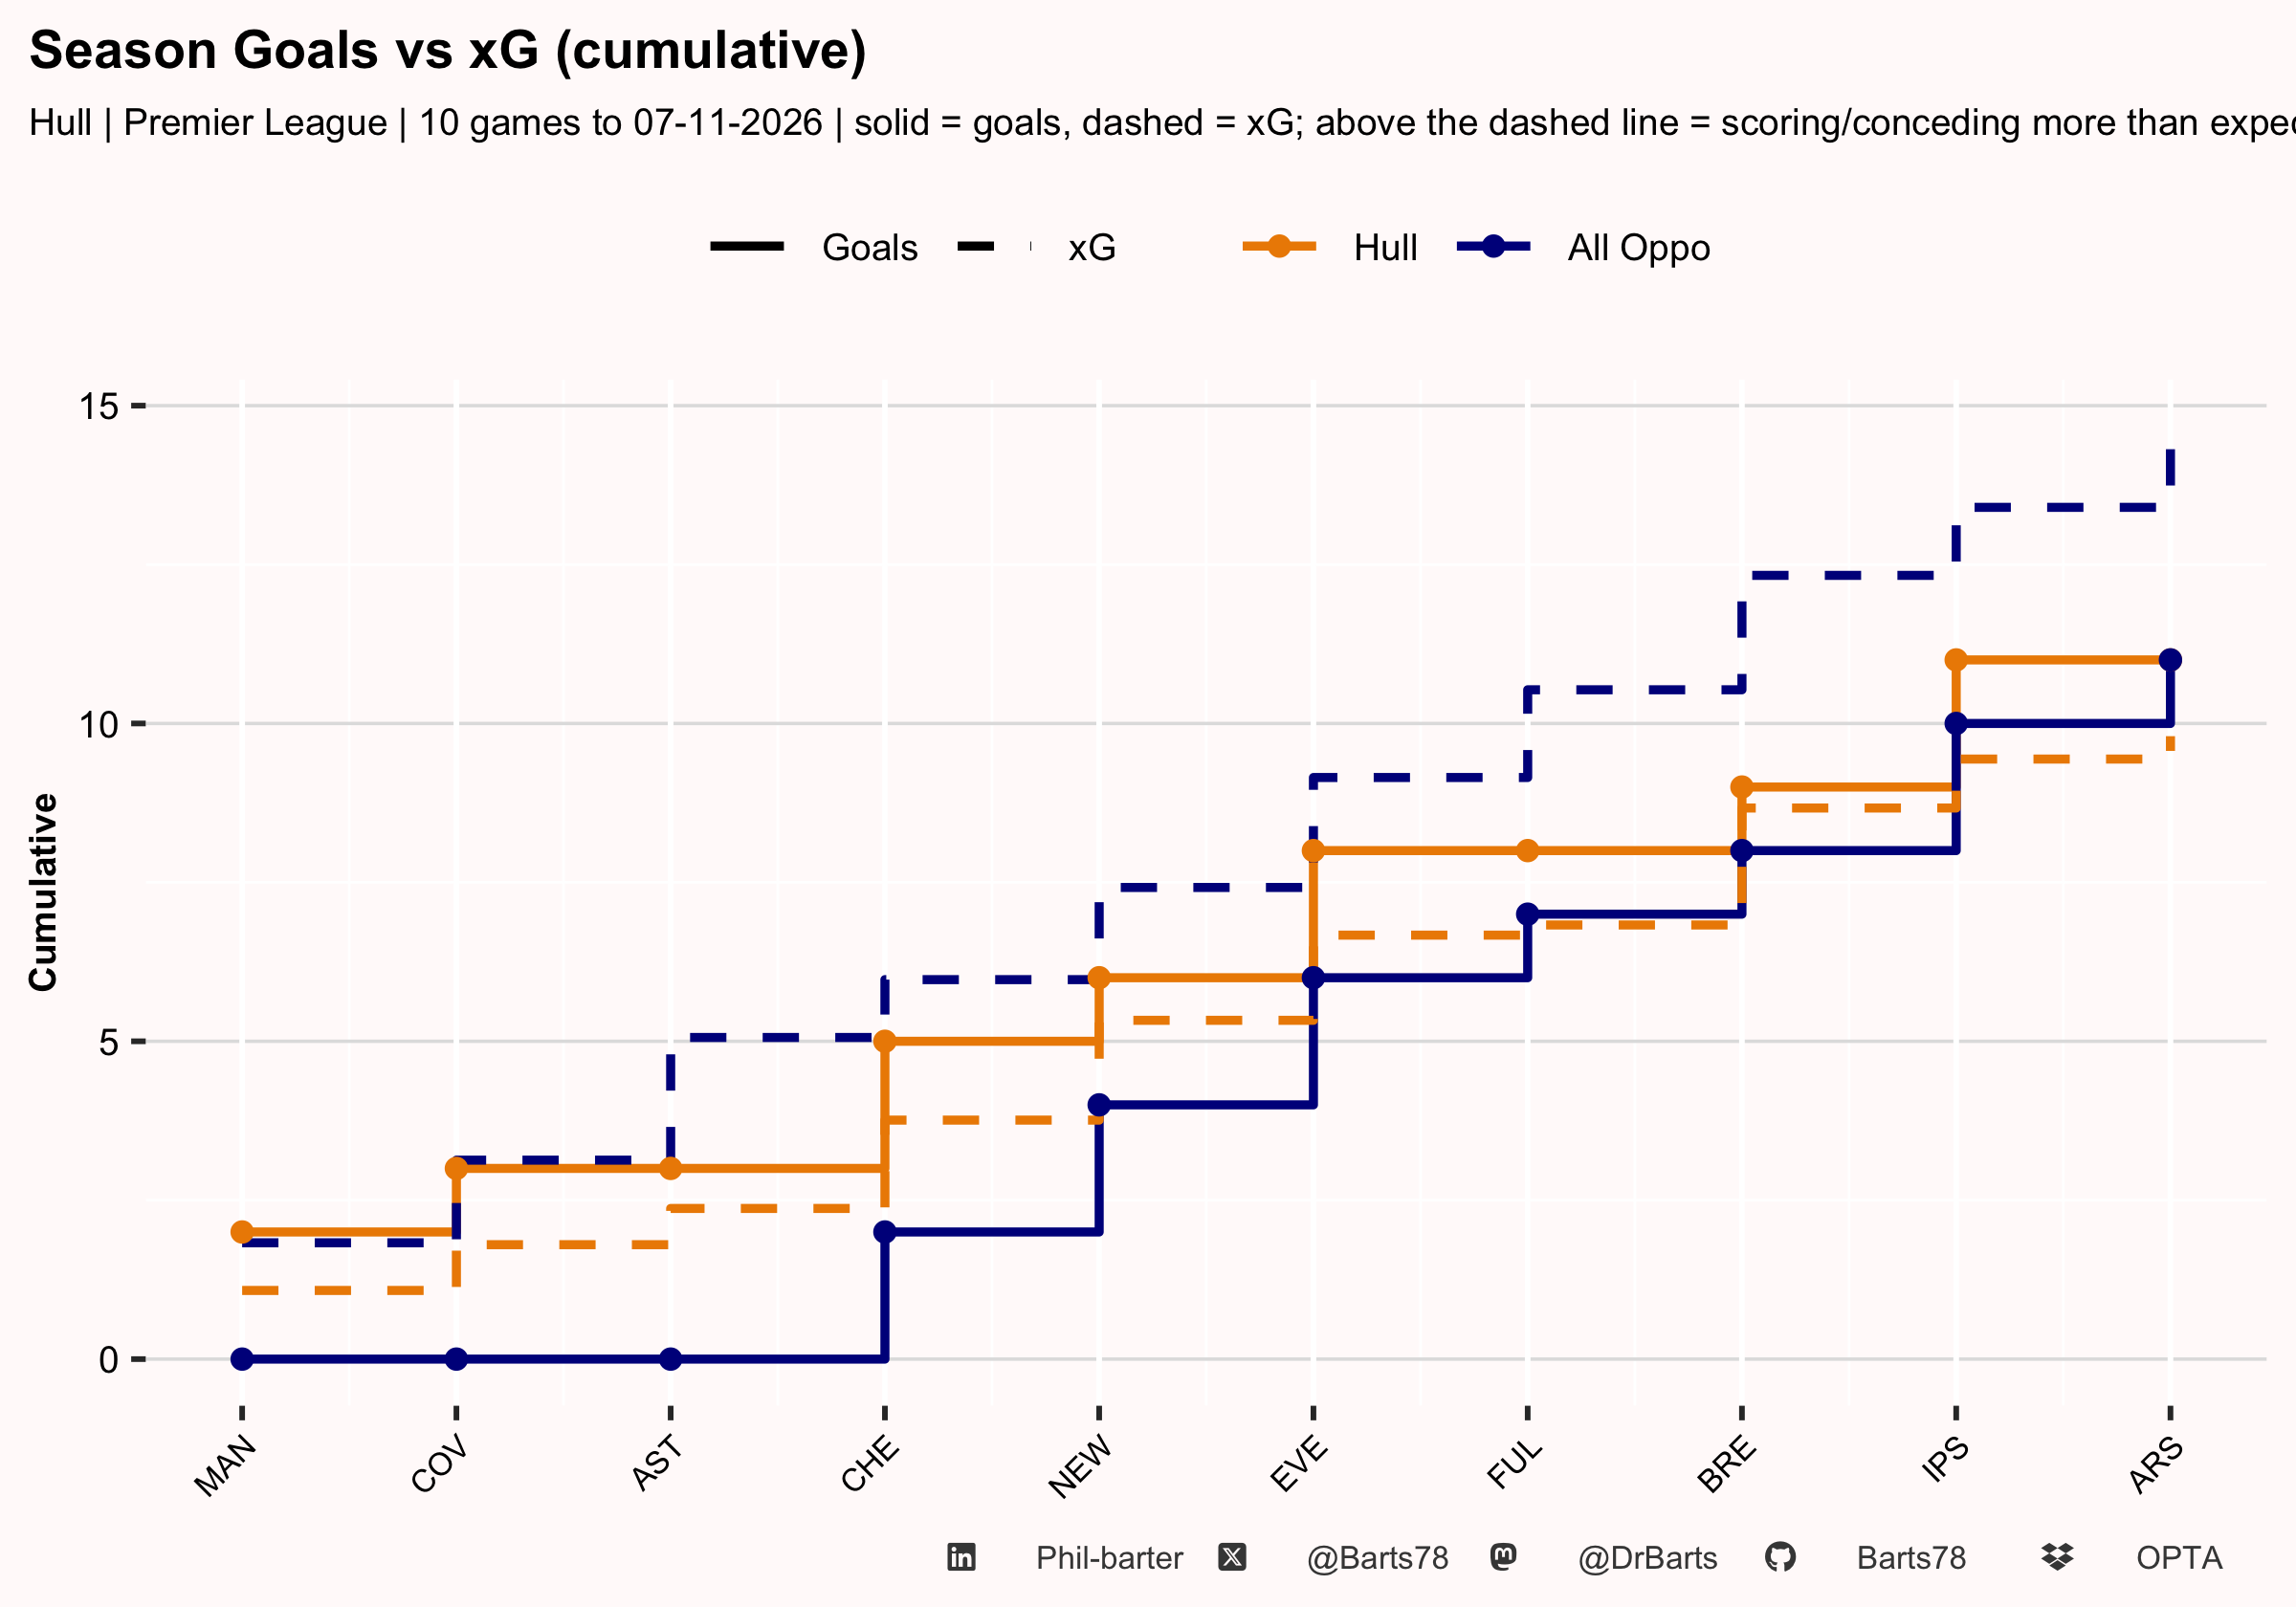 Season Goals vs xG (cumulative)
Hull | Premier League | 10 games to 07-11-2026 | solid = goals, dashed = xG; above the dashed line = scoring/conceding more than expec
Goals xG Hull All Oppo
15
10
5
0
Cumulative
MAN COV AST CHE NEW EVE FUL BRE IPS ARS
Phil-barter @Barts78 @DrBarts Barts78 OPTA